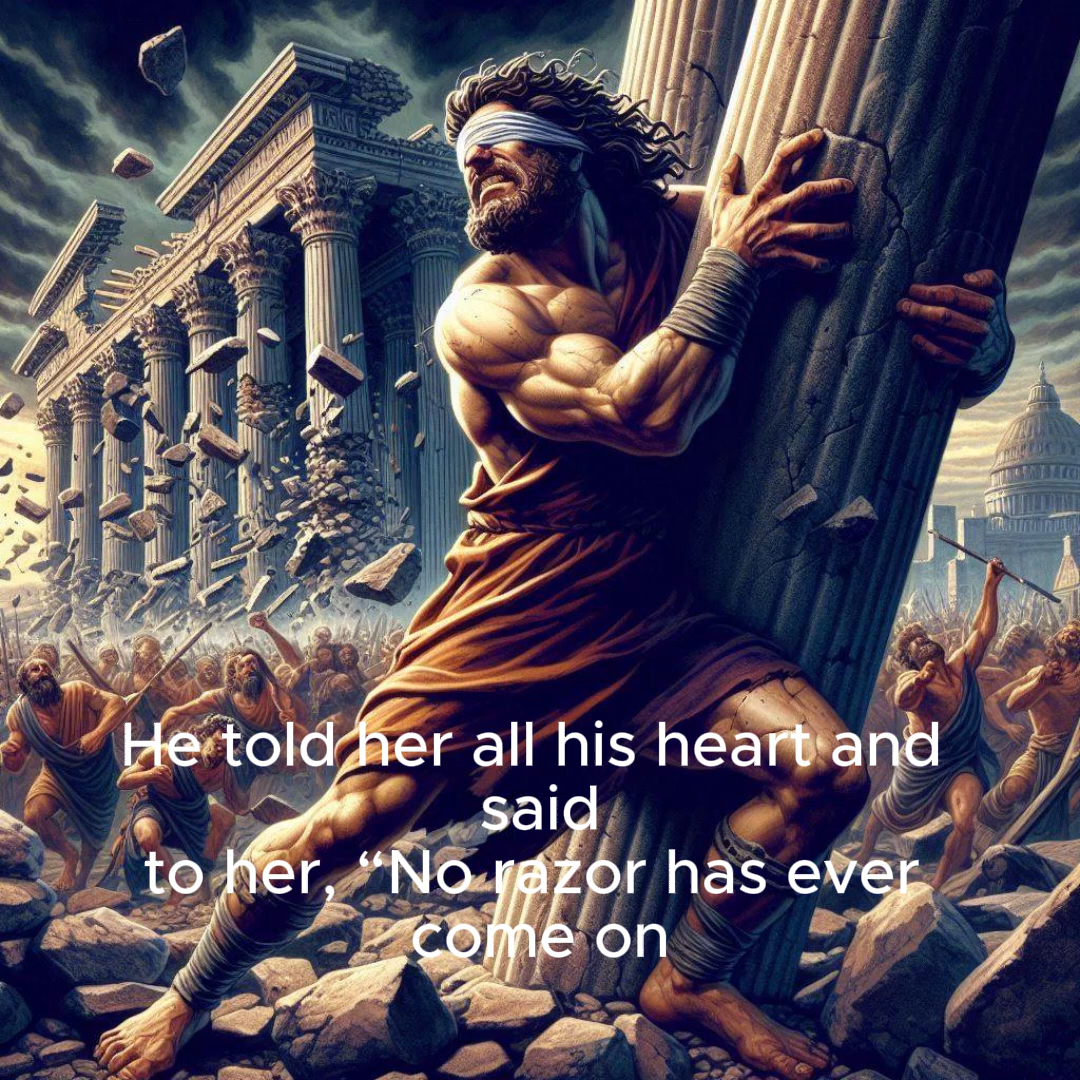 He told her all his heart and
said
to her, “No razor has ever
come on